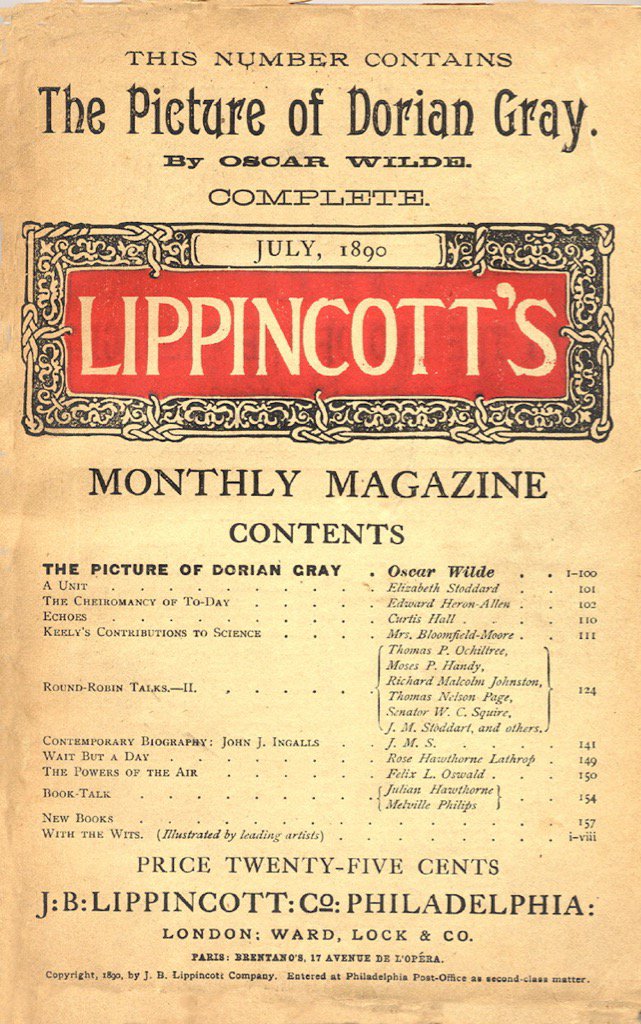 THIS NUMBER CONTAINS
The Picture of Dorian Gray.
By OSCAR WILDE.
COMPLETE.
JULY, 1890
LIPPINCOTT'S
MONTHLY MAGAZINE
CONTENTS
THE PICTURE OF DORIAN GRAY . Oscar Wilde . . 1-100
A Unit . . . . . . . . . Elizabeth Stoddard . . 101
The Cheiromancy of To-Day . . . . . Edward Heron-Allen . . 102
Echoes . . . . . . . . . Curtis Hall . . . . 110
Keely's Contributions to Science . . . . Mrs. Bloomfield-Moore . . 111
Round-Robin Talks.—II. . . . . . { Thomas P. Ochiltree, Moses P. Handy, Richard Malcolm Johnston, Thomas Nelson Page, Senator W. C. Squire, J. M. Stoddart, and others. } 124
Contemporary Biography: John J. Ingalls . . J. M. S. . . . . 141
Wait But a Day . . . . . . . . Rose Hawthorne Lathrop . . 149
The Powers of the Air . . . . . . Felix L. Oswald . . . 150
Book-Talk . . . . . . . . { Julian Hawthorne Melville Philips } . . 154
New Books . . . . . . . . . . . . . 157
With the Wits. (Illustrated by leading artists) . . . . . . . i-viii
PRICE TWENTY-FIVE CENTS
J:B:LIPPINCOTT:CO:PHILADELPHIA:
LONDON: WARD, LOCK & CO.
PARIS: BRENTANO'S, 17 AVENUE DE L'OPÉRA.
Copyright, 1890, by J. B. Lippincott Company. Entered at Philadelphia Post-Office as second-class matter.